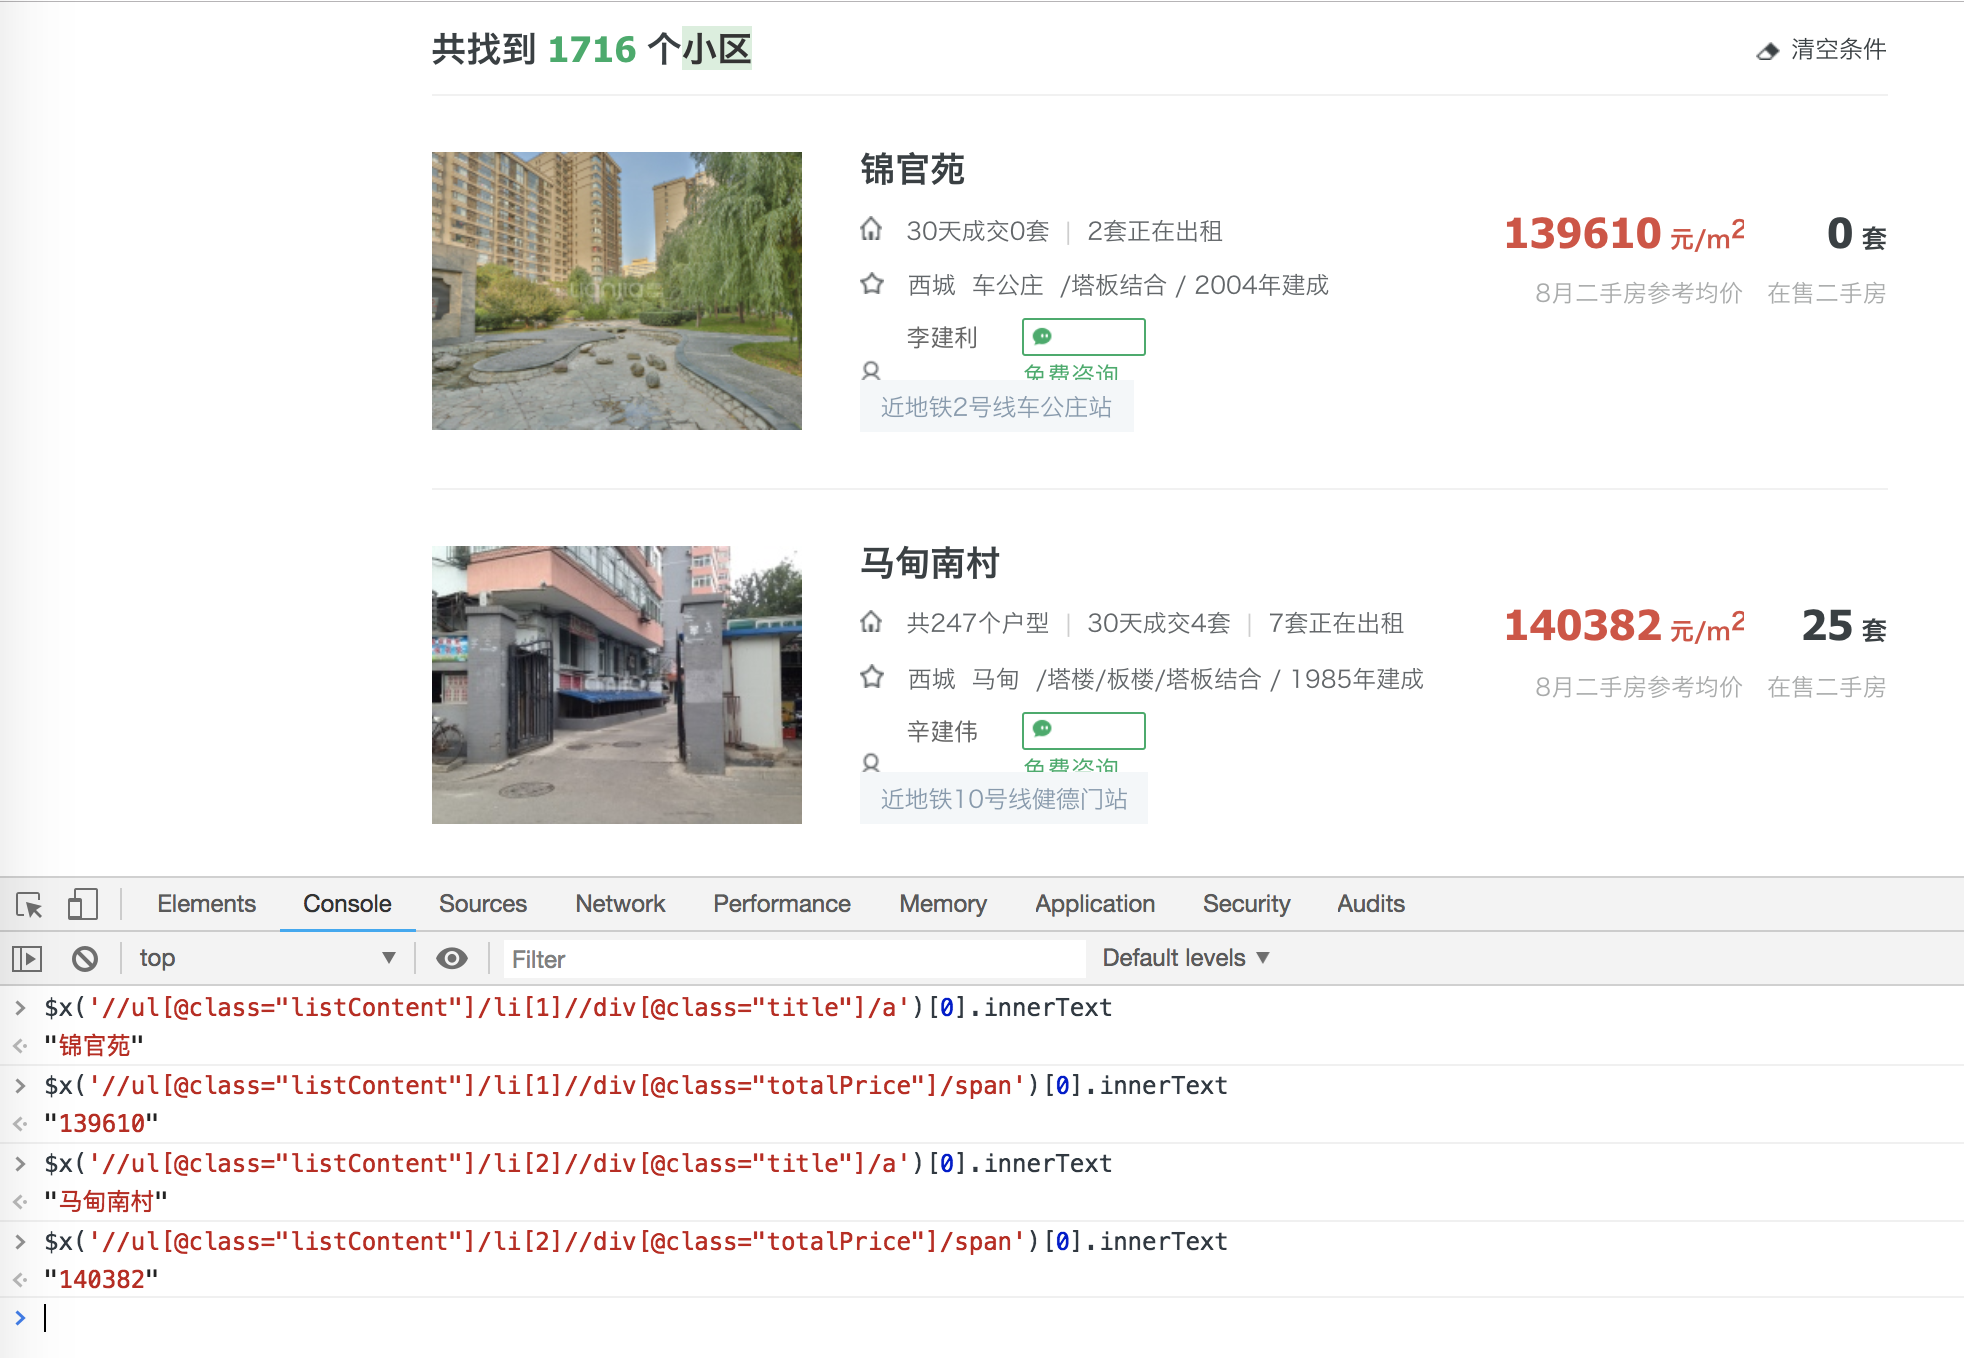 共找到 1716 个小区
清空条件
锦官苑
30天成交0套 | 2套正在出租
西城 车公庄 /塔板结合 / 2004年建成
李建利
免费咨询
近地铁2号线车公庄站
139610 元/m²
8月二手房参考均价
0 套
在售二手房
lianjia
马甸南村
共247个户型 | 30天成交4套 | 7套正在出租
西城 马甸 /塔楼/板楼/塔板结合 / 1985年建成
辛建伟
免费咨询
近地铁10号线健德门站
140382 元/m²
8月二手房参考均价
25 套
在售二手房
Elements Console Sources Network Performance Memory Application Security Audits
top ▼ Filter Default levels ▼
> $x('//ul[@class="listContent"]/li[1]//div[@class="title"]/a')[0].innerText
"锦官苑"
> $x('//ul[@class="listContent"]/li[1]//div[@class="totalPrice"]/span')[0].innerText
"139610"
> $x('//ul[@class="listContent"]/li[2]//div[@class="title"]/a')[0].innerText
"马甸南村"
> $x('//ul[@class="listContent"]/li[2]//div[@class="totalPrice"]/span')[0].innerText
"140382"
>